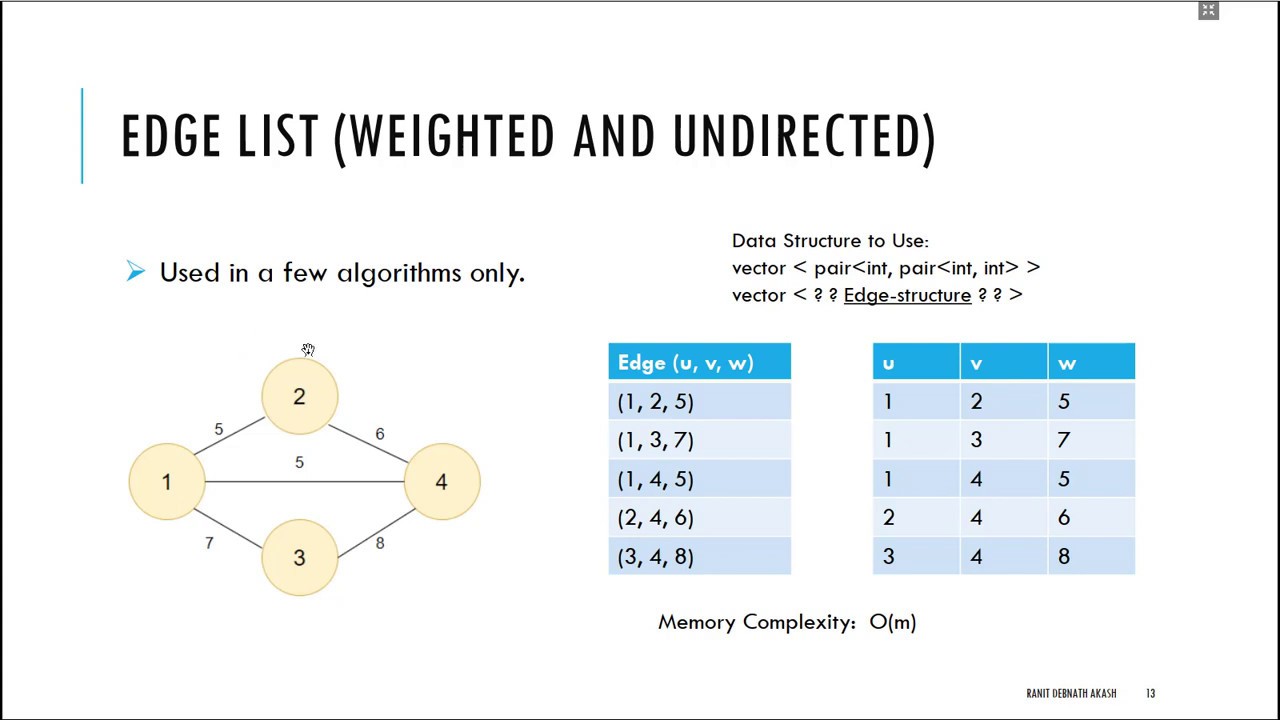 EDGE LIST (WEIGHTED AND UNDIRECTED)
Used in a few algorithms only.
Data Structure to Use:
vector < pair<int, pair<int, int> >
vector < ? ? Edge-structure ? ? >
2
5
6
5
1
4
7
8
3
Edge (u, v, w)
(1, 2, 5)
(1, 3, 7)
(1, 4, 5)
(2, 4, 6)
(3, 4, 8)
u v w
1 2 5
1 3 7
1 4 5
2 4 6
3 4 8
Memory Complexity: O(m)
RANIT DEBNATH AKASH 13